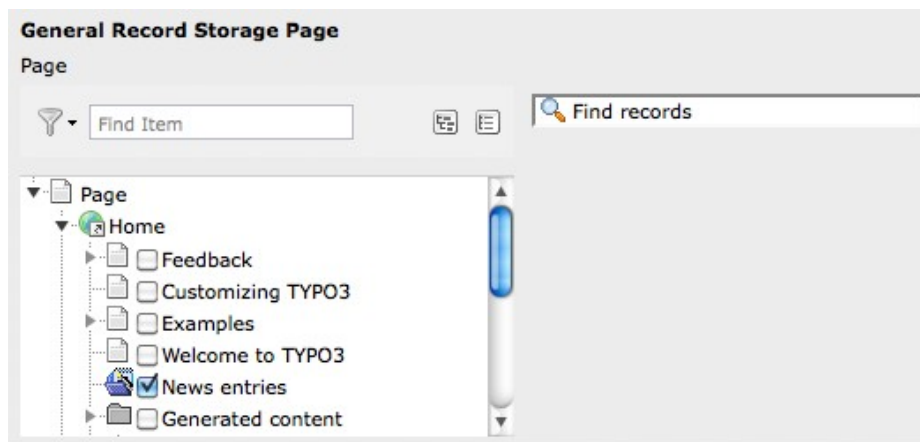 General Record Storage Page
Page
Find Item
Find records
Page
Home
Feedback
Customizing TYPO3
Examples
Welcome to TYPO3
News entries
Generated content